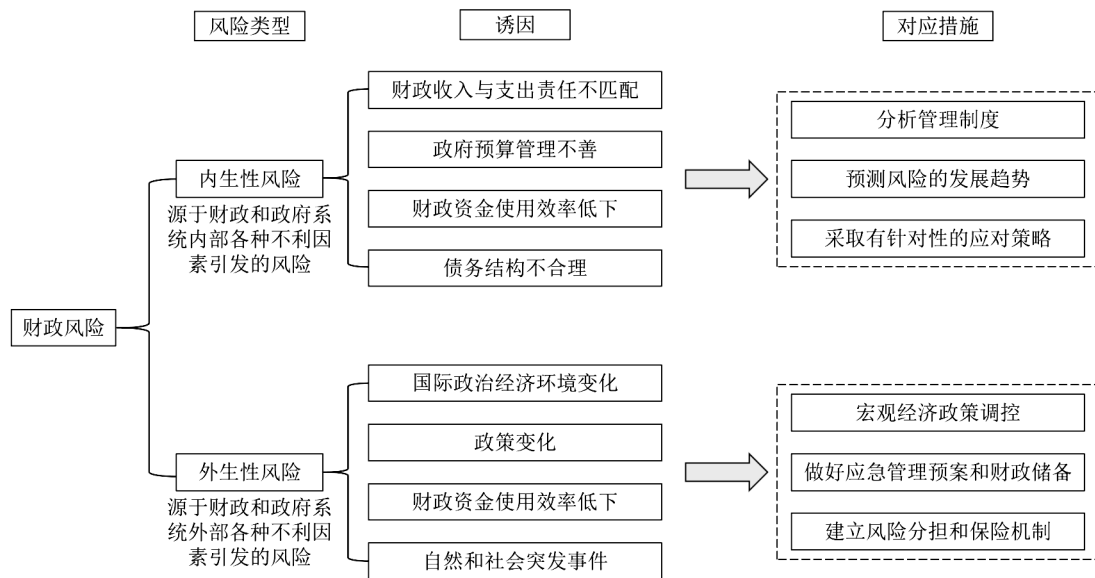 风险类型
诱因
对应措施
财政风险
内生性风险
源于财政和政府系
统内部各种不利因
素引发的风险
财政收入与支出责任不匹配
政府预算管理不善
财政资金使用效率低下
债务结构不合理
分析管理制度
预测风险的发展趋势
采取有针对性的应对策略
外生性风险
源于财政和政府系
统外部各种不利因
素引发的风险
国际政治经济环境变化
政策变化
财政资金使用效率低下
自然和社会突发事件
宏观经济政策调控
做好应急管理预案和财政储备
建立风险分担和保险机制